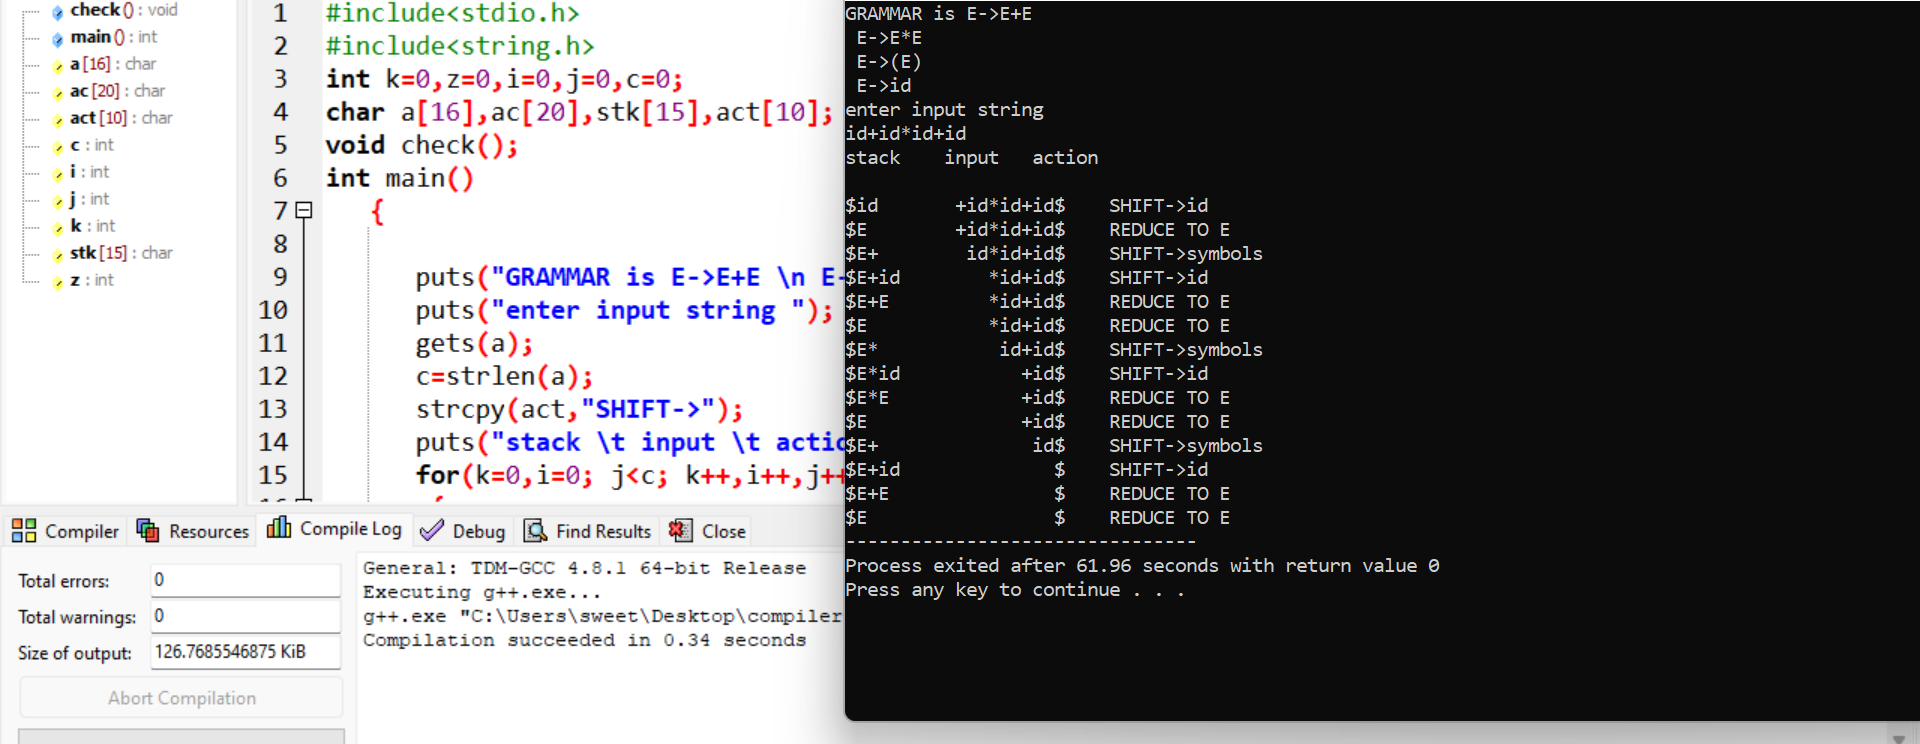 check() : void
main() : int
a [16] : char
ac [20] : char
act [10] : char
c : int
i : int
j : int
k : int
stk [15] : char
z : int
1 #include<stdio.h>
2 #include<string.h>
3 int k=0,z=0,i=0,j=0,c=0;
4 char a[16],ac[20],stk[15],act[10];
5 void check();
6 int main()
7 {
8
9 puts("GRAMMAR is E->E+E \n E-
10 puts("enter input string ");
11 gets(a);
12 c=strlen(a);
13 strcpy(act,"SHIFT->");
14 puts("stack \t input \t actio
15 for(k=0,i=0; j<c; k++,i++,j++
Compiler Resources Compile Log Debug Find Results Close
Total errors: 0
Total warnings: 0
Size of output: 126.7685546875 KiB
Abort Compilation
General: TDM-GCC 4.8.1 64-bit Release
Executing g++.exe...
g++.exe "C:\Users\sweet\Desktop\compiler
Compilation succeeded in 0.34 seconds
GRAMMAR is E->E+E
E->E*E
E->(E)
E->id
enter input string
id+id*id+id
stack input action
$id +id*id+id$ SHIFT->id
$E +id*id+id$ REDUCE TO E
$E+ id*id+id$ SHIFT->symbols
$E+id *id+id$ SHIFT->id
$E+E *id+id$ REDUCE TO E
$E *id+id$ REDUCE TO E
$E* id+id$ SHIFT->symbols
$E*id +id$ SHIFT->id
$E*E +id$ REDUCE TO E
$E +id$ REDUCE TO E
$E+ id$ SHIFT->symbols
$E+id $ SHIFT->id
$E+E $ REDUCE TO E
$E $ REDUCE TO E
--------------------------------
Process exited after 61.96 seconds with return value 0
Press any key to continue . . .